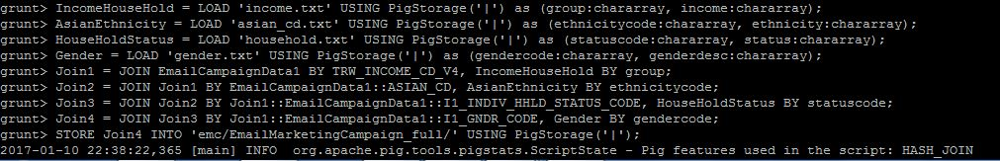 grunt> IncomeHouseHold = LOAD 'income.txt' USING PigStorage('|') as (group:chararray, income:chararray);
grunt> AsianEthnicity = LOAD 'asian_cd.txt' USING PigStorage('|') as (ethnicitycode:chararray, ethnicity:chararray);
grunt> HouseHoldStatus = LOAD 'household.txt' USING PigStorage('|') as (statuscode:chararray, status:chararray);
grunt> Gender = LOAD 'gender.txt' USING PigStorage('|') as (gendercode:chararray, genderdesc:chararray);
grunt> Join1 = JOIN EmailCampaignData1 BY TRW_INCOME_CD_V4, IncomeHouseHold BY group;
grunt> Join2 = JOIN Join1 BY EmailCampaignData1::ASIAN_CD, AsianEthnicity BY ethnicitycode;
grunt> Join3 = JOIN Join2 BY Join1::EmailCampaignData1::I1_INDIV_HHLD_STATUS_CODE, HouseHoldStatus BY statuscode;
grunt> Join4 = JOIN Join3 BY Join1::EmailCampaignData1::I1_GNDR_CODE, Gender BY gendercode;
grunt> STORE Join4 INTO 'emc/EmailMarketingCampaign_full/' USING PigStorage('|');
2017-01-10 22:38:22,365 [main] INFO  org.apache.pig.tools.pigstats.ScriptState - Pig features used in the script: HASH_JOIN